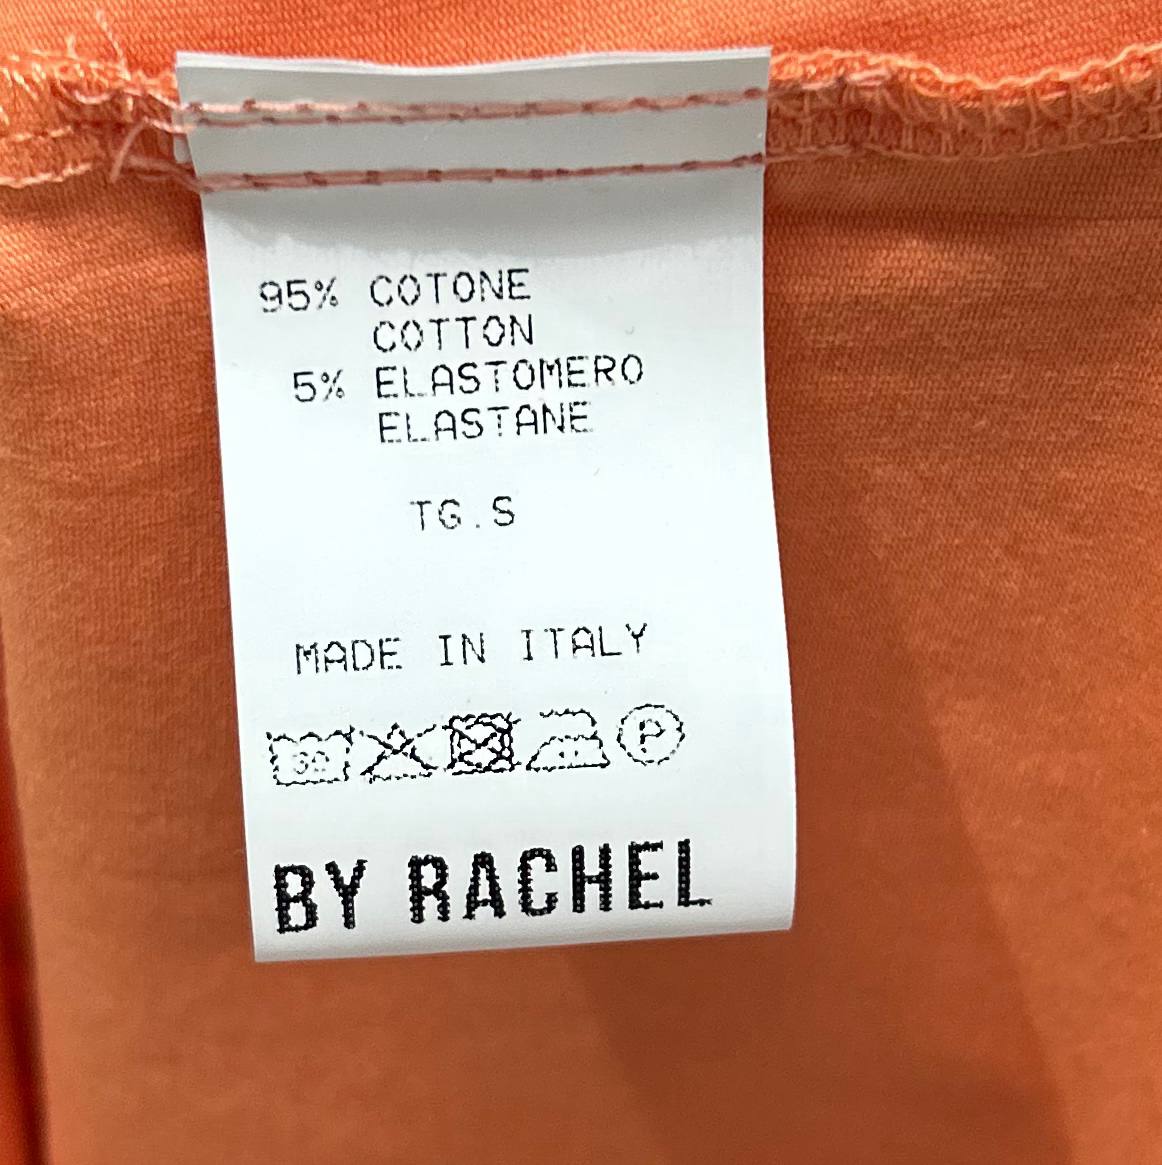 95% COTONE
COTTON
5% ELASTOMERO
ELASTANE
TG.S
MADE IN ITALY
30
P
BY RACHEL